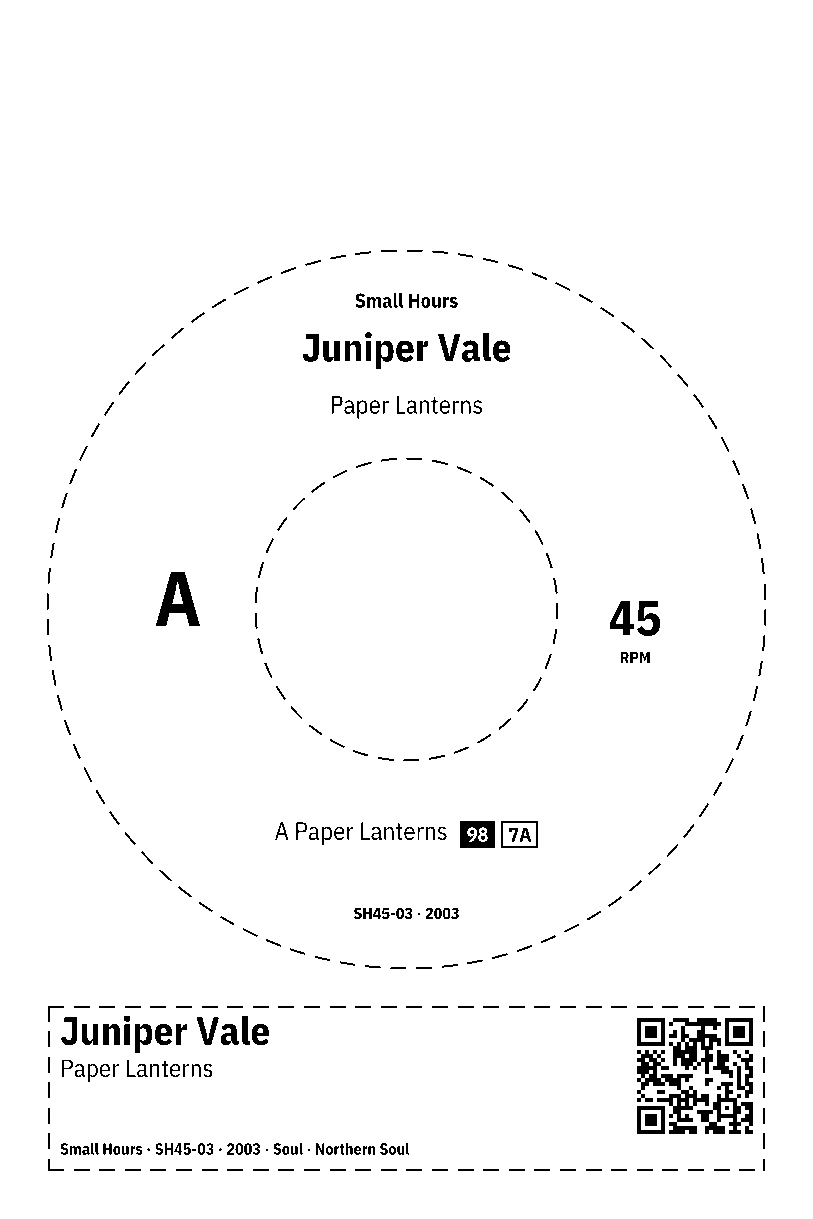 Small Hours
Juniper Vale
Paper Lanterns
A
45
RPM
A Paper Lanterns 98 7A
SH45-03 · 2003
Juniper Vale
Paper Lanterns
Small Hours · SH45-03 · 2003 · Soul · Northern Soul